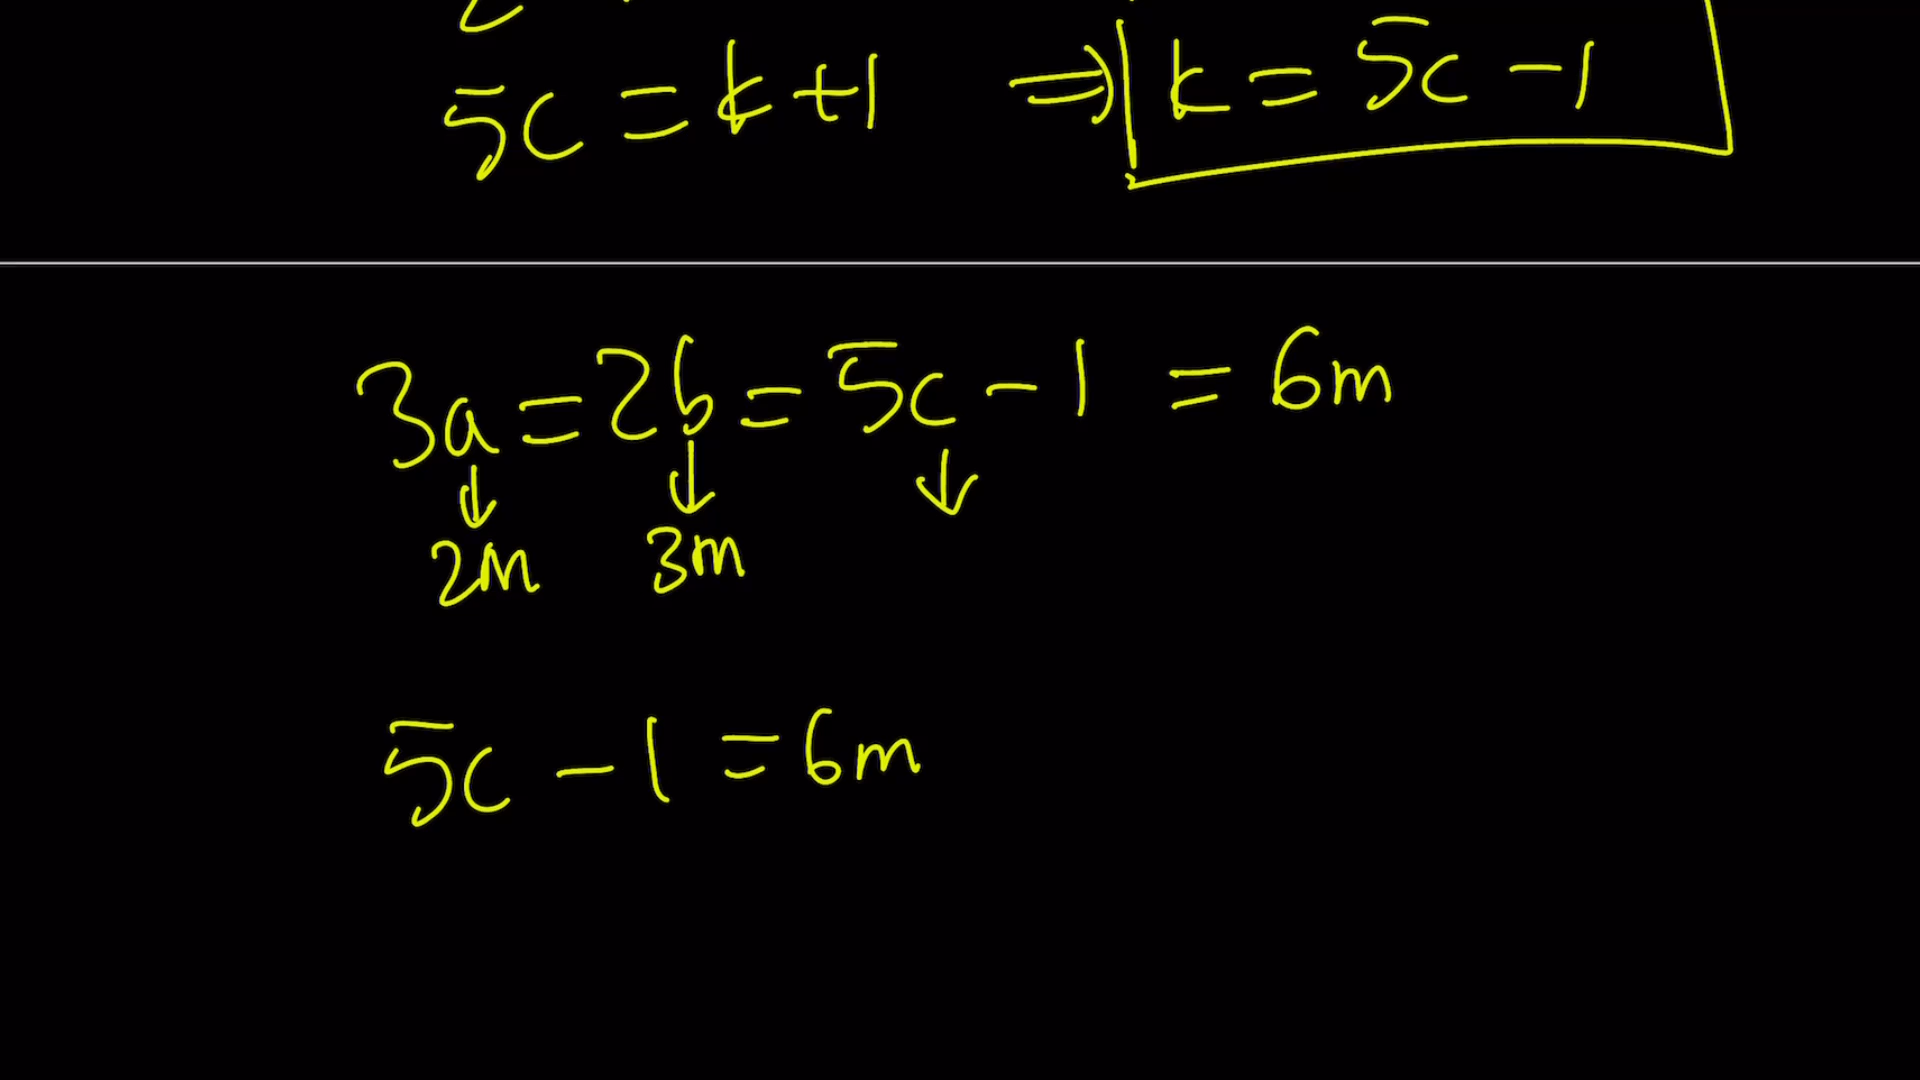 5c = k + 1 ⇒ k = 5c - 1
3a = 2b = 5c - 1 = 6m
↓ ↓ ↓
2m 3m
5c - 1 = 6m